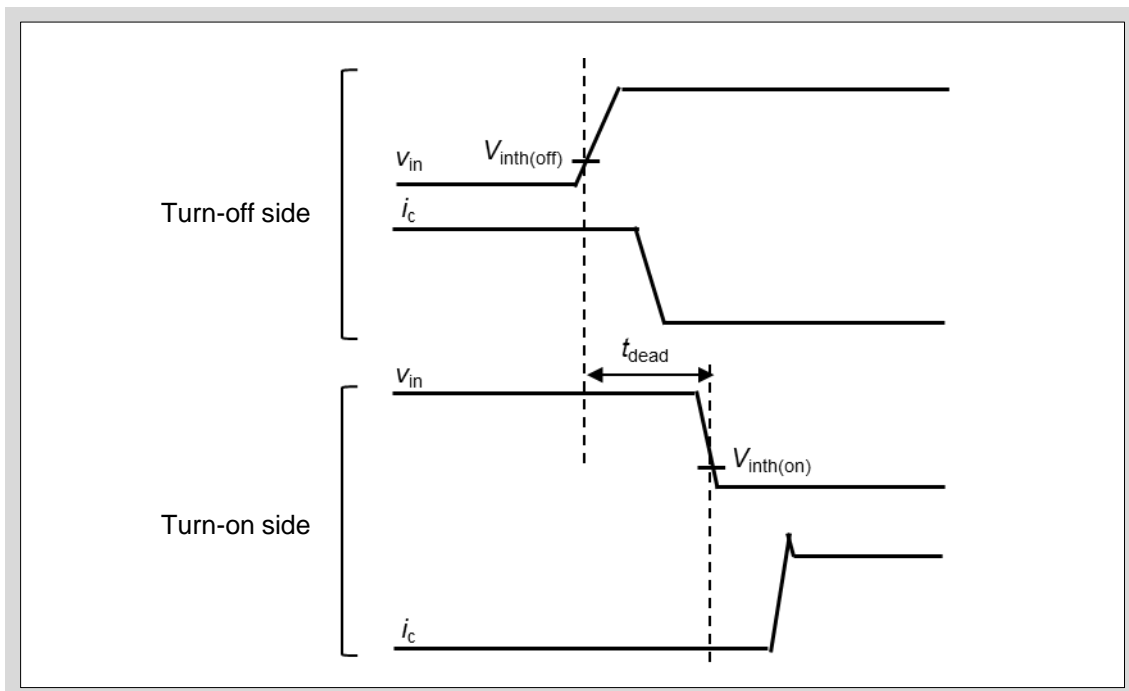 Turn-off side
v_in
V_inth(off)
i_c
t_dead
Turn-on side
v_in
V_inth(on)
i_c